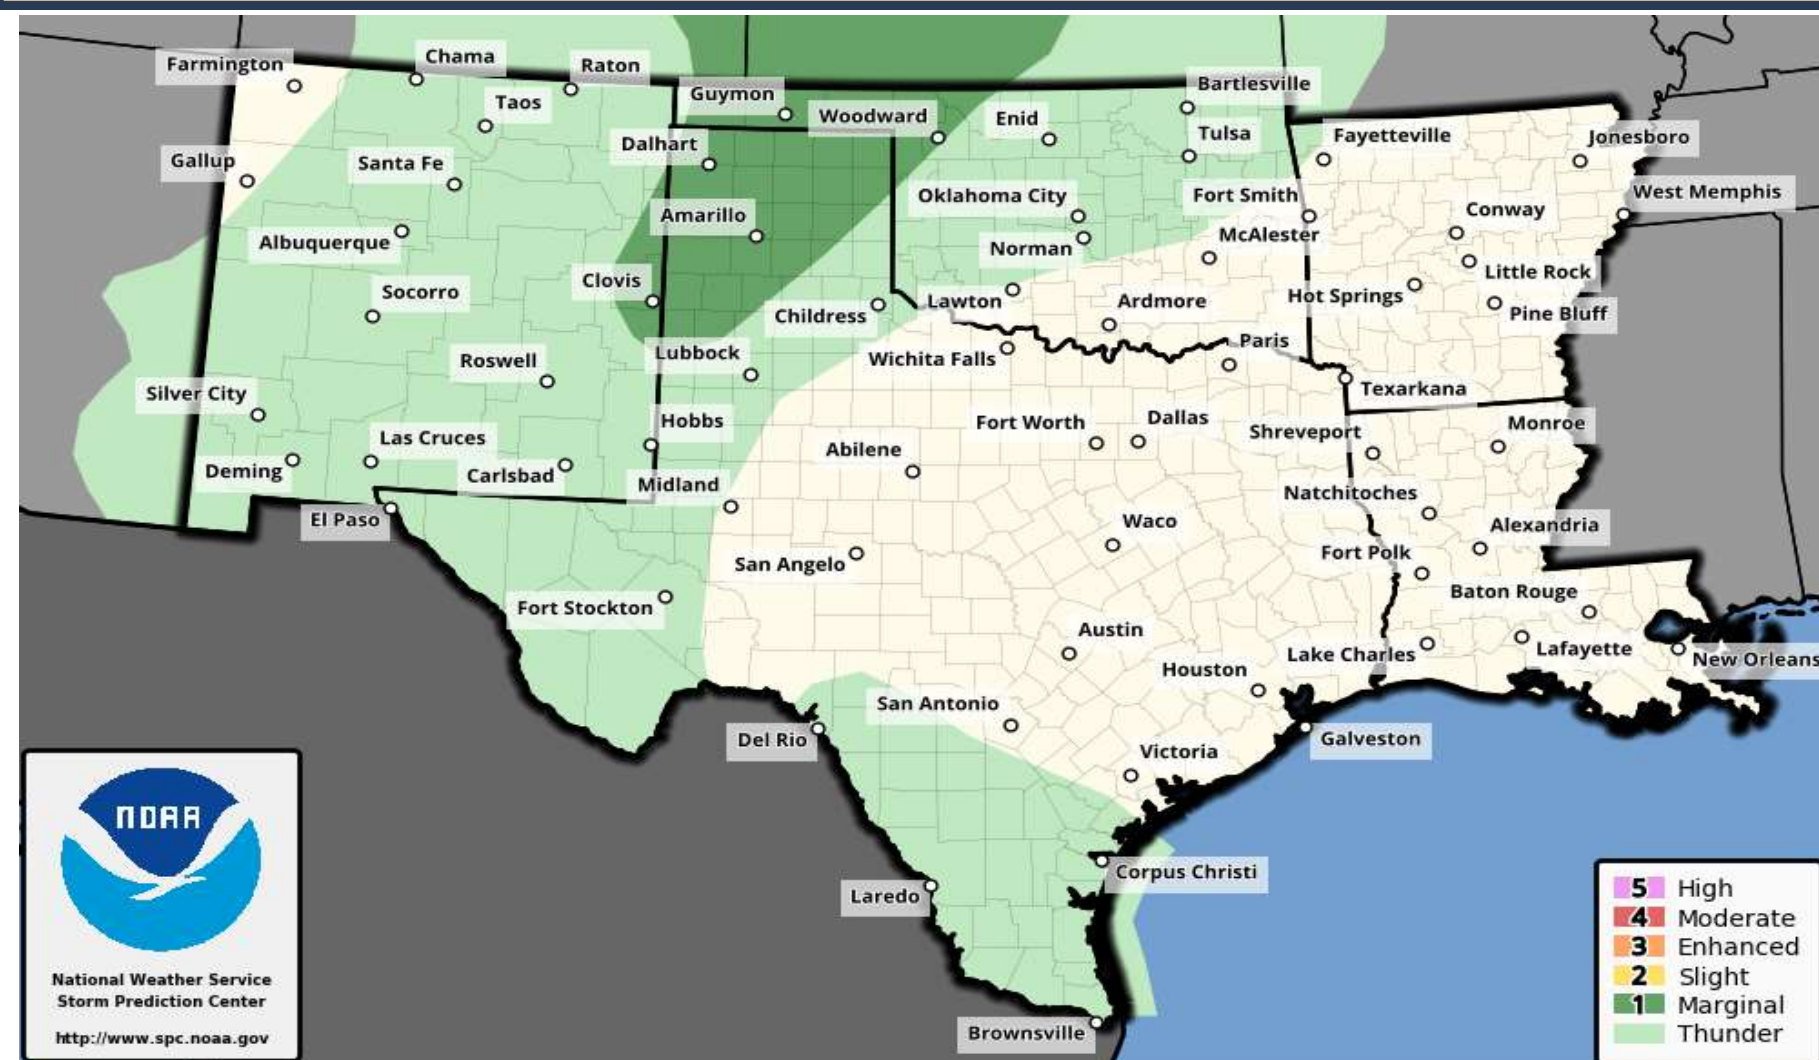 Farmington
Chama
Raton
Taos
Guymon
Woodward
Enid
Bartlesville
Tulsa
Fayetteville
Jonesboro
Gallup
Santa Fe
Dalhart
Amarillo
Oklahoma City
Fort Smith
Conway
West Memphis
Albuquerque
Norman
McAlester
Clovis
Socorro
Childress
Lawton
Ardmore
Hot Springs
Little Rock
Pine Bluff
Roswell
Lubbock
Wichita Falls
Paris
Texarkana
Silver City
Las Cruces
Hobbs
Fort Worth
Dallas
Shreveport
Monroe
Deming
Carlsbad
Midland
Abilene
Natchitoches
El Paso
Waco
Alexandria
San Angelo
Fort Polk
Fort Stockton
Baton Rouge
Austin
Houston
Lake Charles
Lafayette
New Orleans
San Antonio
Del Rio
Victoria
Galveston
Corpus Christi
Laredo
Brownsville
NOAA
National Weather Service
Storm Prediction Center
http://www.spc.noaa.gov
5 High
4 Moderate
3 Enhanced
2 Slight
1 Marginal
Thunder